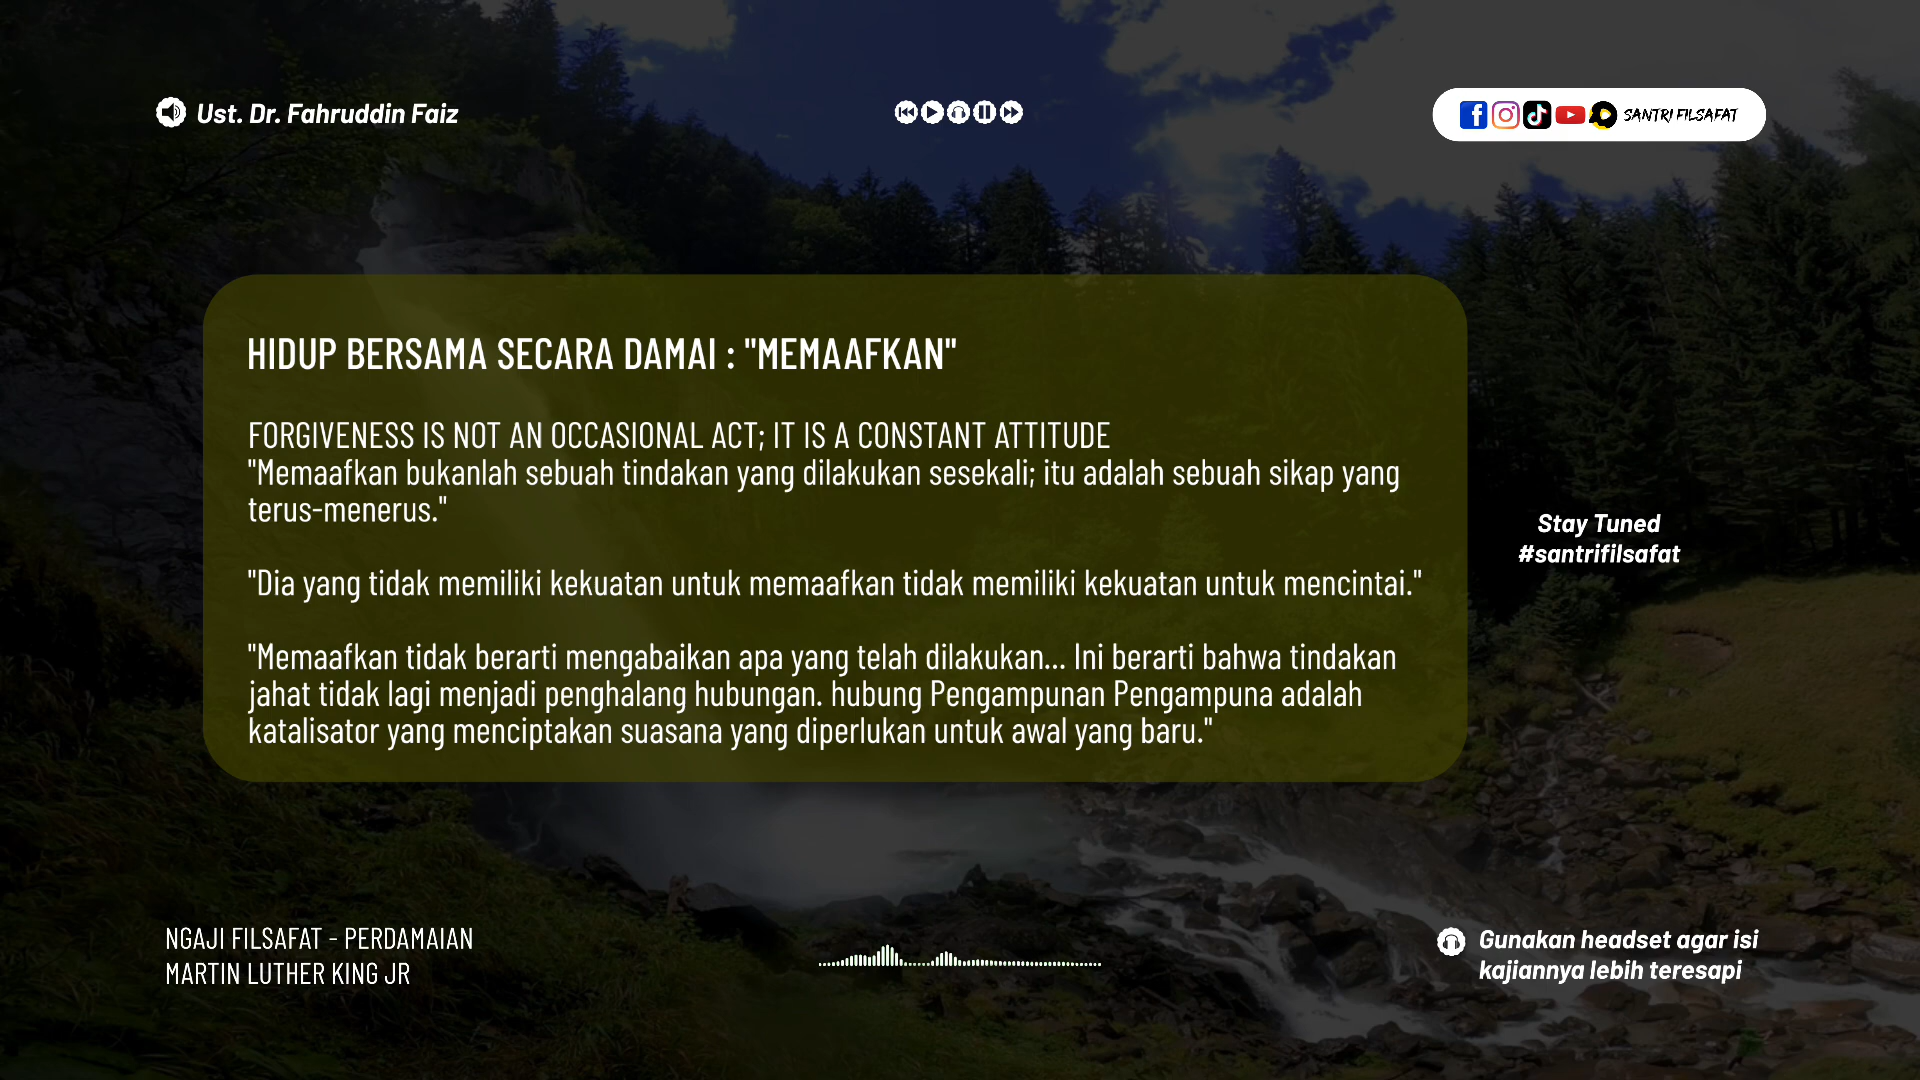 Ust. Dr. Fahruddin Faiz
SANTRI FILSAFAT
HIDUP BERSAMA SECARA DAMAI : "MEMAAFKAN"
FORGIVENESS IS NOT AN OCCASIONAL ACT; IT IS A CONSTANT ATTITUDE
"Memaafkan bukanlah sebuah tindakan yang dilakukan sesekali; itu adalah sebuah sikap yang
terus-menerus."
"Dia yang tidak memiliki kekuatan untuk memaafkan tidak memiliki kekuatan untuk mencintai."
"Memaafkan tidak berarti mengabaikan apa yang telah dilakukan... Ini berarti bahwa tindakan
jahat tidak lagi menjadi penghalang hubungan. hubung Pengampunan Pengampuna adalah
katalisator yang menciptakan suasana yang diperlukan untuk awal yang baru."
Stay Tuned
#santrifilsafat
NGAJI FILSAFAT - PERDAMAIAN
MARTIN LUTHER KING JR
Gunakan headset agar isi
kajiannya lebih teresapi